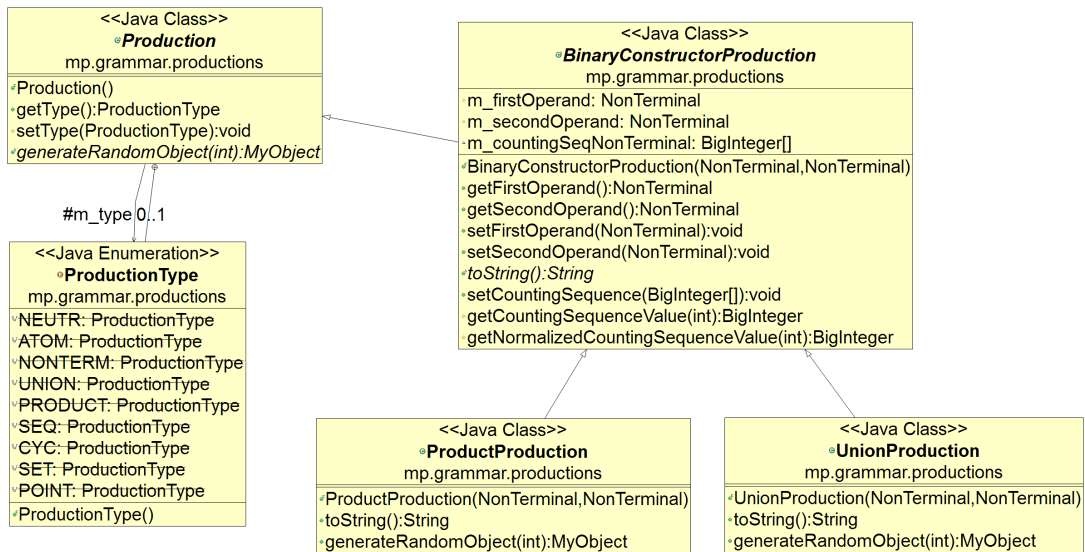 <<Java Class>>
Production
mp.grammar.productions
Production()
getType():ProductionType
setType(ProductionType):void
generateRandomObject(int):MyObject
#m_type 0..1
<<Java Enumeration>>
ProductionType
mp.grammar.productions
NEUTR: ProductionType
ATOM: ProductionType
NONTERM: ProductionType
UNION: ProductionType
PRODUCT: ProductionType
SEQ: ProductionType
CYC: ProductionType
SET: ProductionType
POINT: ProductionType
ProductionType()
<<Java Class>>
BinaryConstructorProduction
mp.grammar.productions
m_firstOperand: NonTerminal
m_secondOperand: NonTerminal
m_countingSeqNonTerminal: BigInteger[]
BinaryConstructorProduction(NonTerminal,NonTerminal)
getFirstOperand():NonTerminal
getSecondOperand():NonTerminal
setFirstOperand(NonTerminal):void
setSecondOperand(NonTerminal):void
toString():String
setCountingSequence(BigInteger[]):void
getCountingSequenceValue(int):BigInteger
getNormalizedCountingSequenceValue(int):BigInteger
<<Java Class>>
ProductProduction
mp.grammar.productions
ProductProduction(NonTerminal,NonTerminal)
toString():String
generateRandomObject(int):MyObject
<<Java Class>>
UnionProduction
mp.grammar.productions
UnionProduction(NonTerminal,NonTerminal)
toString():String
generateRandomObject(int):MyObject